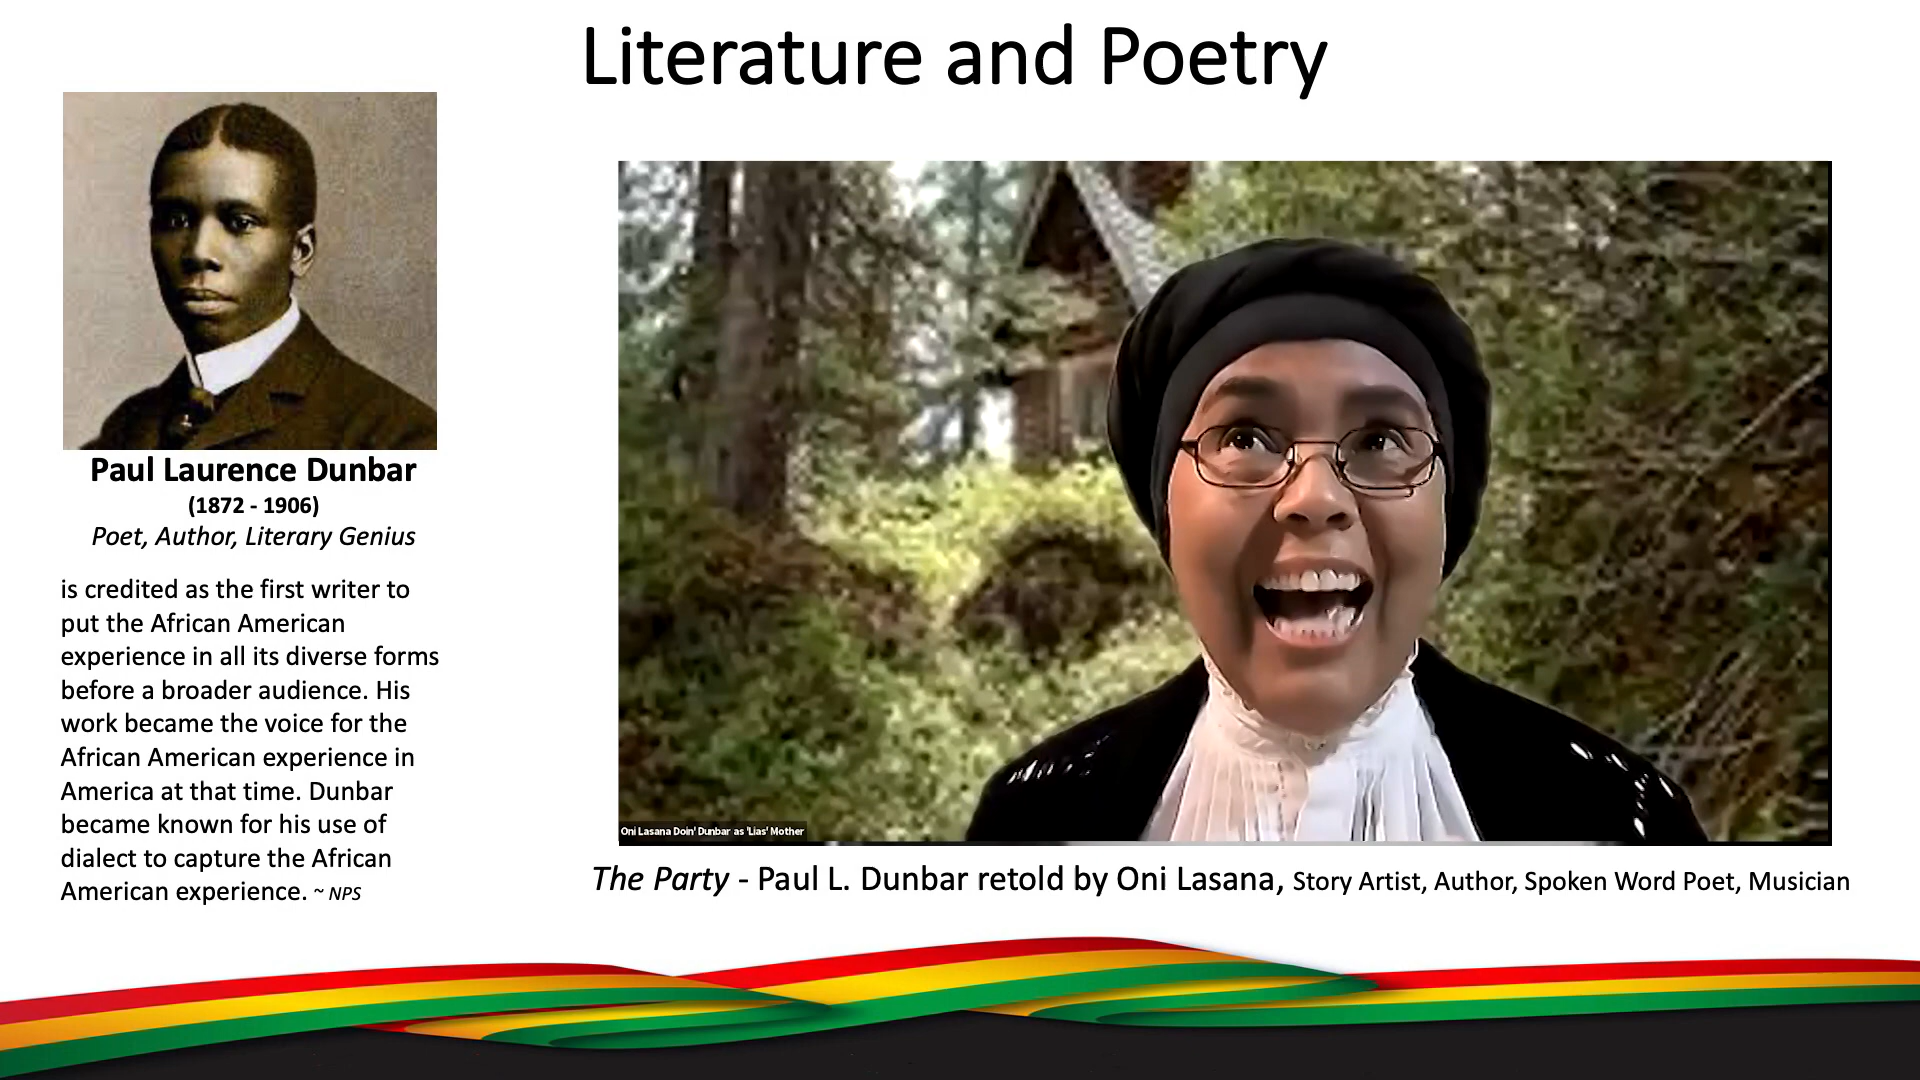 Literature and Poetry
Paul Laurence Dunbar
(1872 - 1906)
Poet, Author, Literary Genius
is credited as the first writer to
put the African American
experience in all its diverse forms
before a broader audience. His
work became the voice for the
African American experience in
America at that time. Dunbar
became known for his use of
dialect to capture the African
American experience. ~ NPS
Oni Lasana Doin' Dunbar as 'Lias' Mother
The Party - Paul L. Dunbar retold by Oni Lasana, Story Artist, Author, Spoken Word Poet, Musician